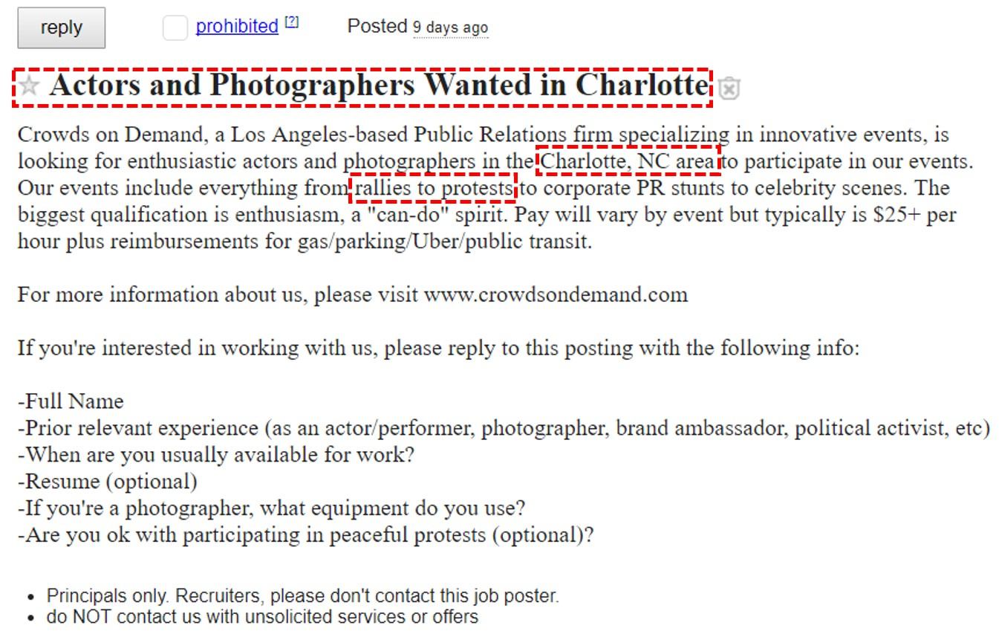 reply prohibited [?] Posted 9 days ago
Actors and Photographers Wanted in Charlotte
Crowds on Demand, a Los Angeles-based Public Relations firm specializing in innovative events, is
looking for enthusiastic actors and photographers in the Charlotte, NC area to participate in our events.
Our events include everything from rallies to protests to corporate PR stunts to celebrity scenes. The
biggest qualification is enthusiasm, a "can-do" spirit. Pay will vary by event but typically is $25+ per
hour plus reimbursements for gas/parking/Uber/public transit.
For more information about us, please visit www.crowdsondemand.com
If you're interested in working with us, please reply to this posting with the following info:
-Full Name
-Prior relevant experience (as an actor/performer, photographer, brand ambassador, political activist, etc)
-When are you usually available for work?
-Resume (optional)
-If you're a photographer, what equipment do you use?
-Are you ok with participating in peaceful protests (optional)?
• Principals only. Recruiters, please don't contact this job poster.
• do NOT contact us with unsolicited services or offers